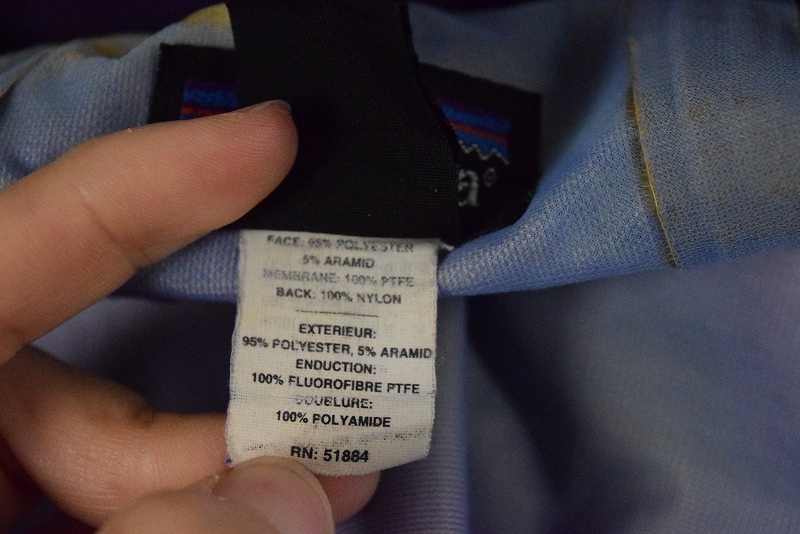 a®
FACE: 95% POLYESTER
5% ARAMID
MEMBRANE: 100% PTFE
BACK: 100% NYLON
EXTERIEUR:
95% POLYESTER, 5% ARAMID
ENDUCTION:
100% FLUOROFIBRE PTFE
DOUBLURE:
100% POLYAMIDE
RN: 51884